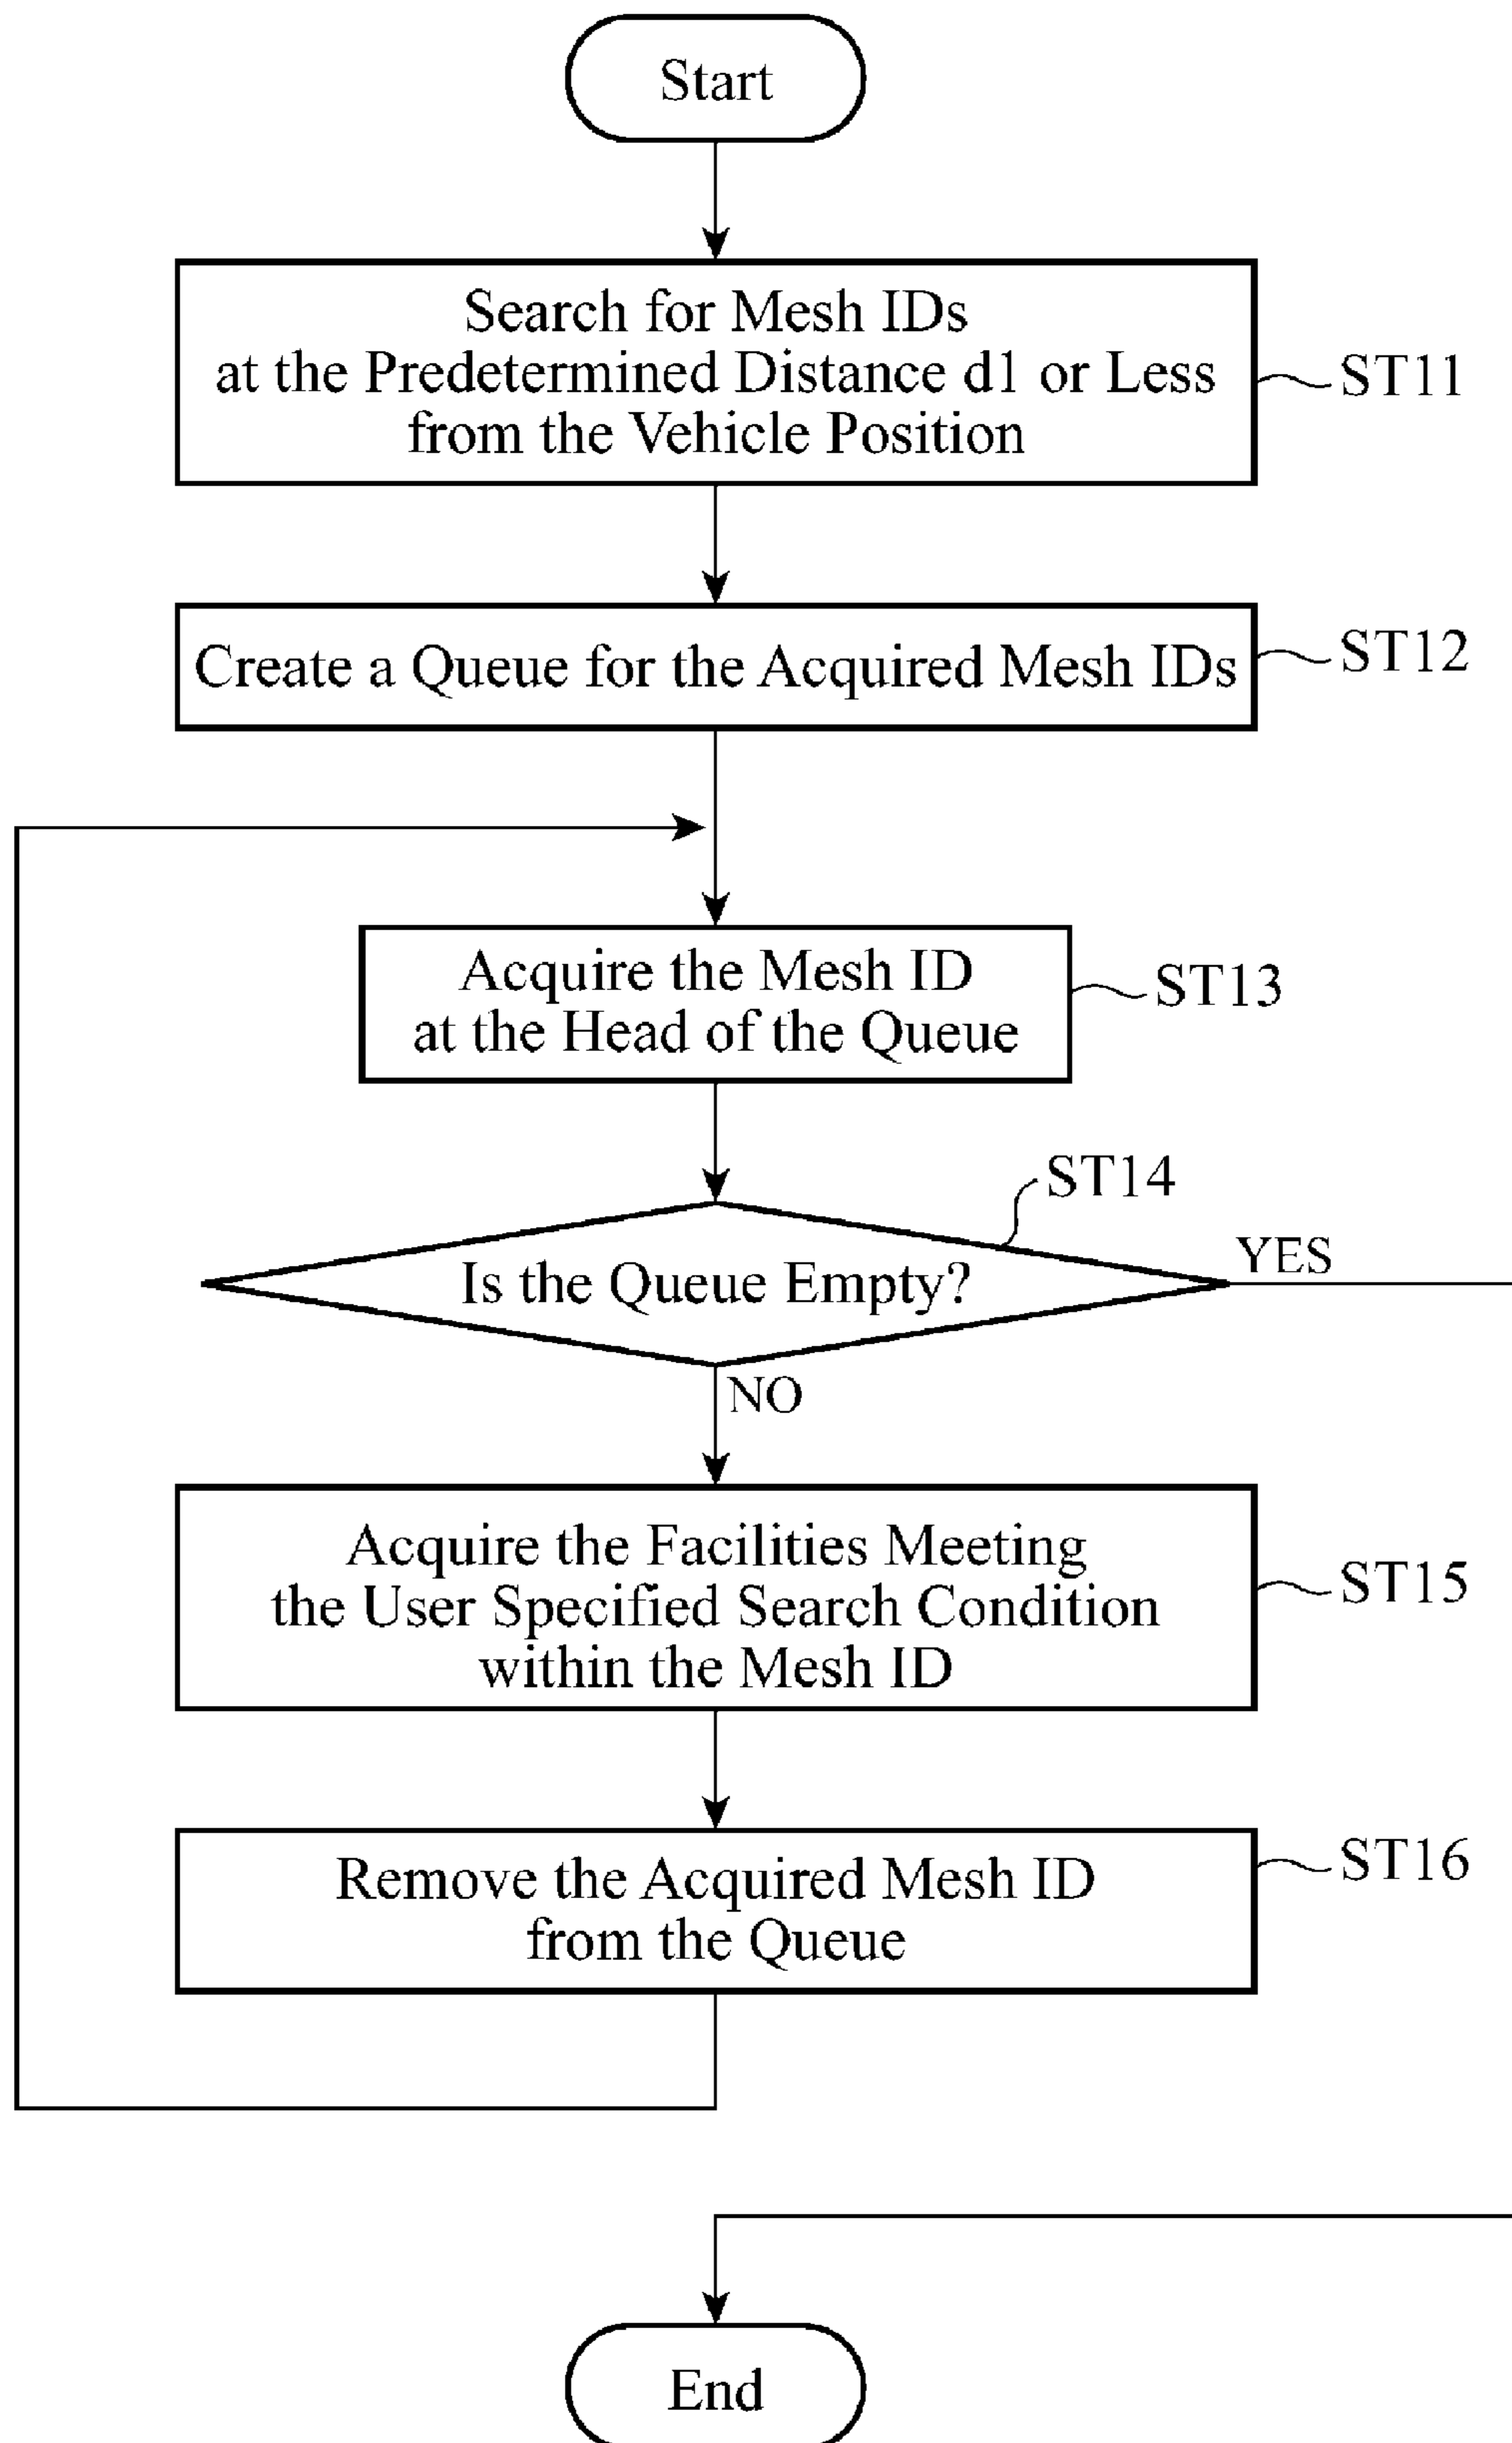 Start
Search for Mesh IDs
at the Predetermined Distance d1 or Less
from the Vehicle Position
ST11
Create a Queue for the Acquired Mesh IDs
ST12
Acquire the Mesh ID
at the Head of the Queue
ST13
ST14
Is the Queue Empty?
YES
NO
Acquire the Facilities Meeting
the User Specified Search Condition
within the Mesh ID
ST15
Remove the Acquired Mesh ID
from the Queue
ST16
End